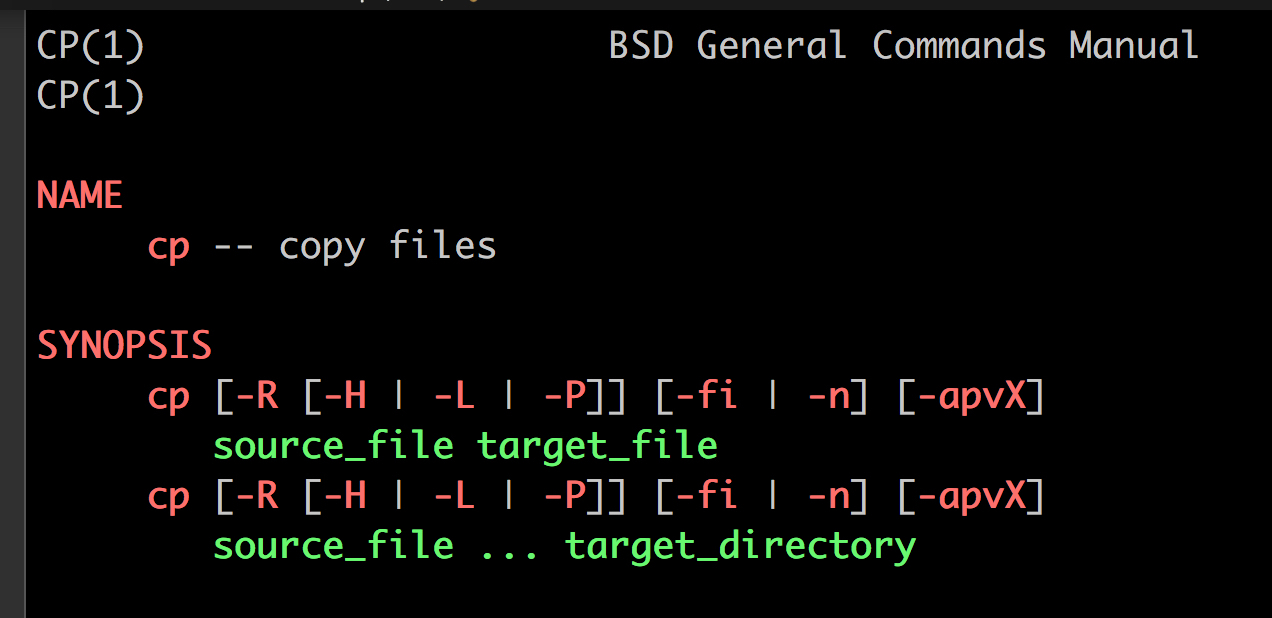 CP(1) BSD General Commands Manual
CP(1)
NAME
cp -- copy files
SYNOPSIS
cp [-R [-H | -L | -P]] [-fi | -n] [-apvX]
source_file target_file
cp [-R [-H | -L | -P]] [-fi | -n] [-apvX]
source_file ... target_directory